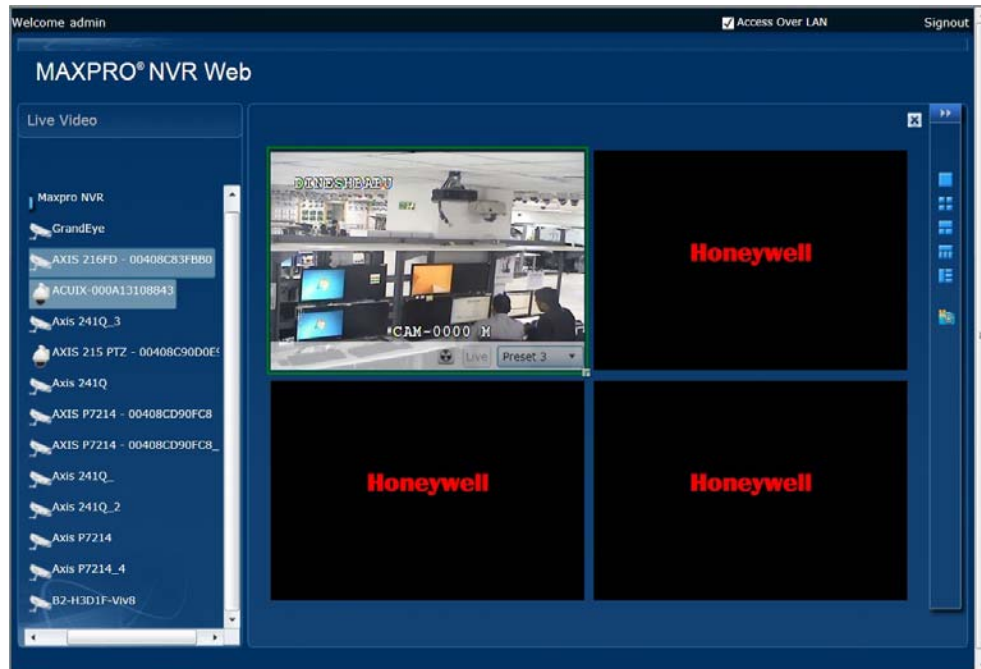 Welcome admin
Access Over LAN
Signout
MAXPRO® NVR Web
Live Video
Maxpro NVR
GrandEye
AXIS 216FD - 00408C83FBB0
ACUIX-000A13108843
Axis 241Q_3
AXIS 215 PTZ - 00408C90D0E9
Axis 241Q
AXIS P7214 - 00408CD90FC8
AXIS P7214 - 00408CD90FC8_
Axis 241Q_
Axis 241Q_2
Axis P7214
Axis P7214_4
B2-H3D1F-Viv8
DINESHBABU
CAM-0000 M
Live
Preset 3
Honeywell
Honeywell
Honeywell